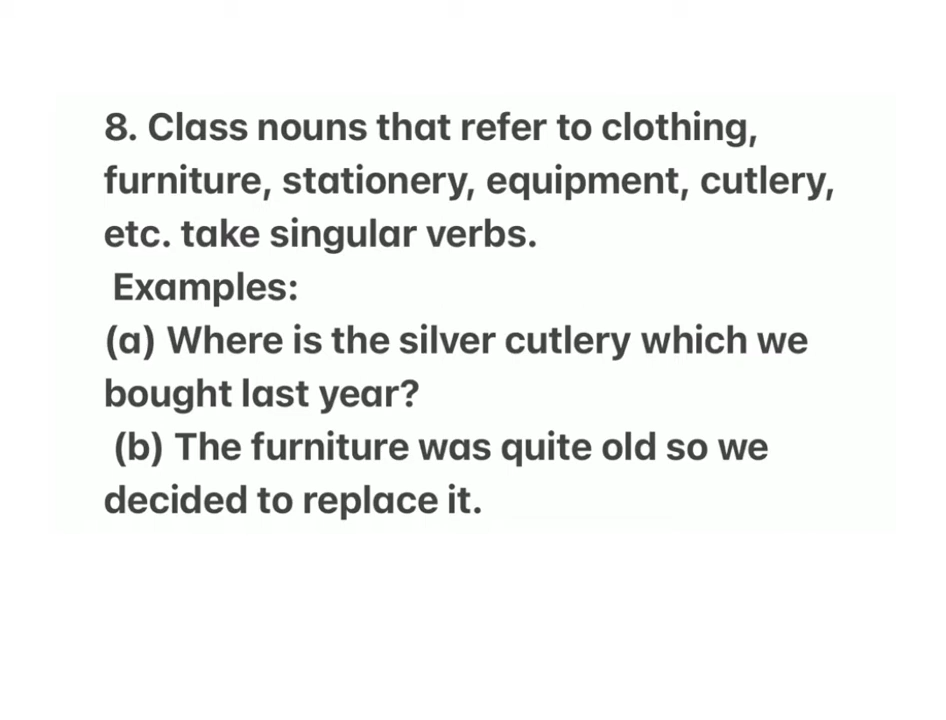 8. Class nouns that refer to clothing,
furniture, stationery, equipment, cutlery,
etc. take singular verbs.
Examples:
(a) Where is the silver cutlery which we
bought last year?
(b) The furniture was quite old so we
decided to replace it.